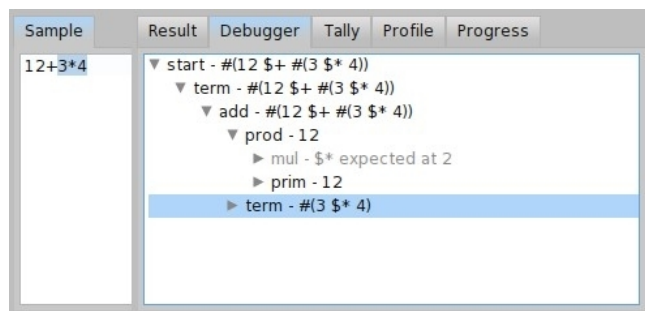 Sample
Result Debugger Tally Profile Progress
12+3*4
start - #(12 $+ #(3 $* 4))
term - #(12 $+ #(3 $* 4))
add - #(12 $+ #(3 $* 4))
prod - 12
mul - $* expected at 2
prim - 12
term - #(3 $* 4)